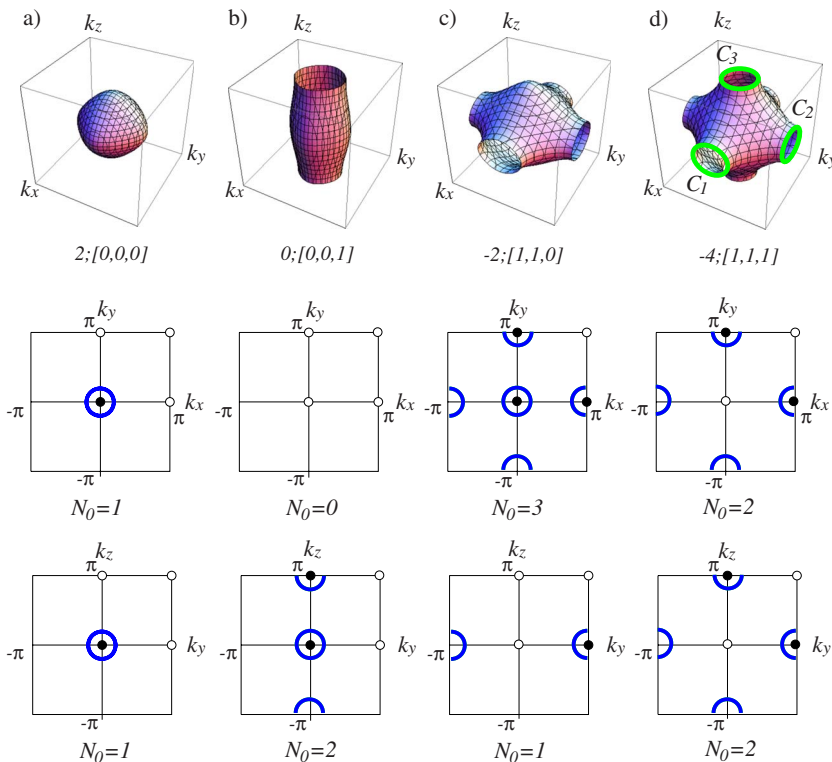 a) b) c) d)
kz kz kz kz
C3
C2
ky ky ky ky
kx kx kx kx
C1
2;[0,0,0] 0;[0,0,1] -2;[1,1,0] -4;[1,1,1]
ky ky ky ky
π π π π
-π kx -π kx -π kx -π kx
π π π π
-π -π -π -π
N0=1 N0=0 N0=3 N0=2
kz kz kz kz
π π π π
-π ky -π ky -π ky -π ky
-π -π -π -π
N0=1 N0=2 N0=1 N0=2